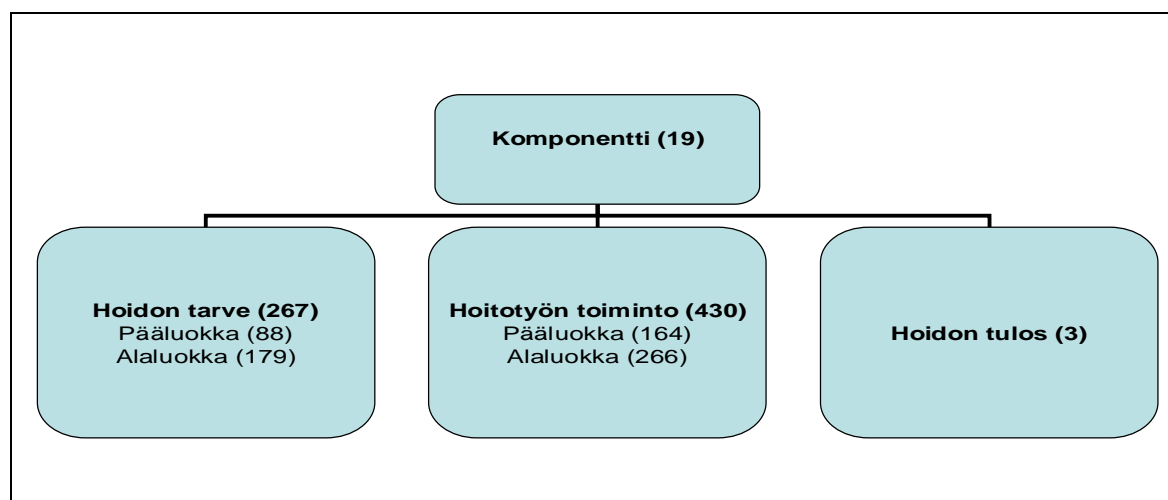 Komponentti (19)
Hoidon tarve (267)
Pääluokka (88)
Alaluokka (179)
Hoitotyön toiminto (430)
Pääluokka (164)
Alaluokka (266)
Hoidon tulos (3)